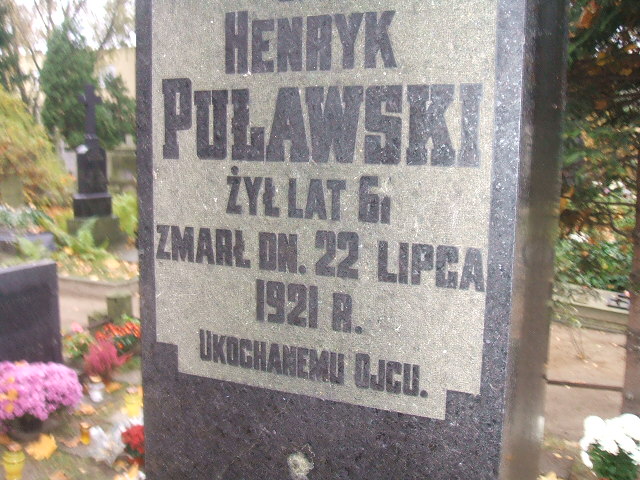 HENRYK
PUŁAWSKI
ŻYŁ LAT 61
ZMARŁ DN. 22 LIPCA
1921 R.
UKOCHANEMU OJCU.